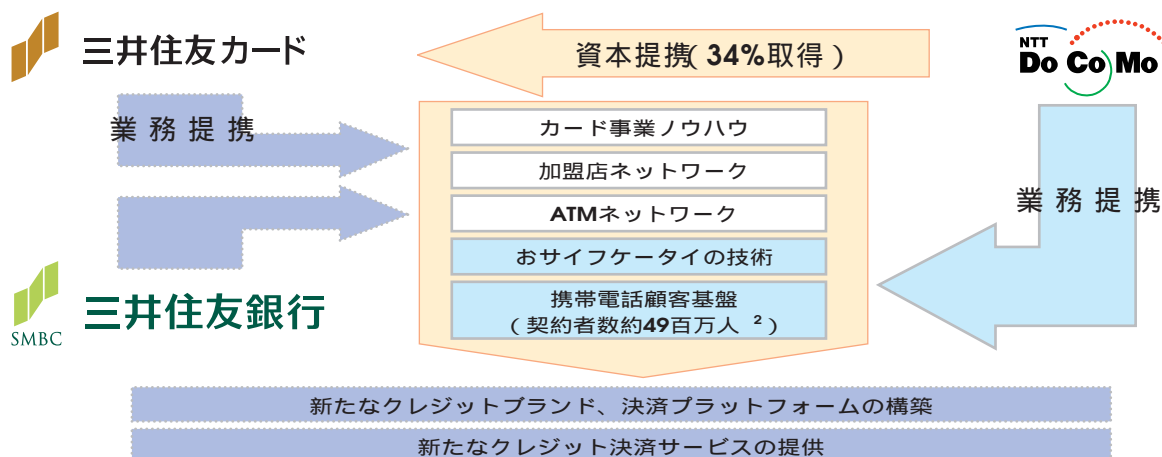 三井住友カード
資本提携(34%取得)
NTT
DoCoMo
業務提携
カード事業ノウハウ
加盟店ネットワーク
ATMネットワーク
業務提携
おサイフケータイの技術
携帯電話顧客基盤
(契約者数約49百万人 2)
SMBC
三井住友銀行
新たなクレジットブランド、決済プラットフォームの構築
新たなクレジット決済サービスの提供